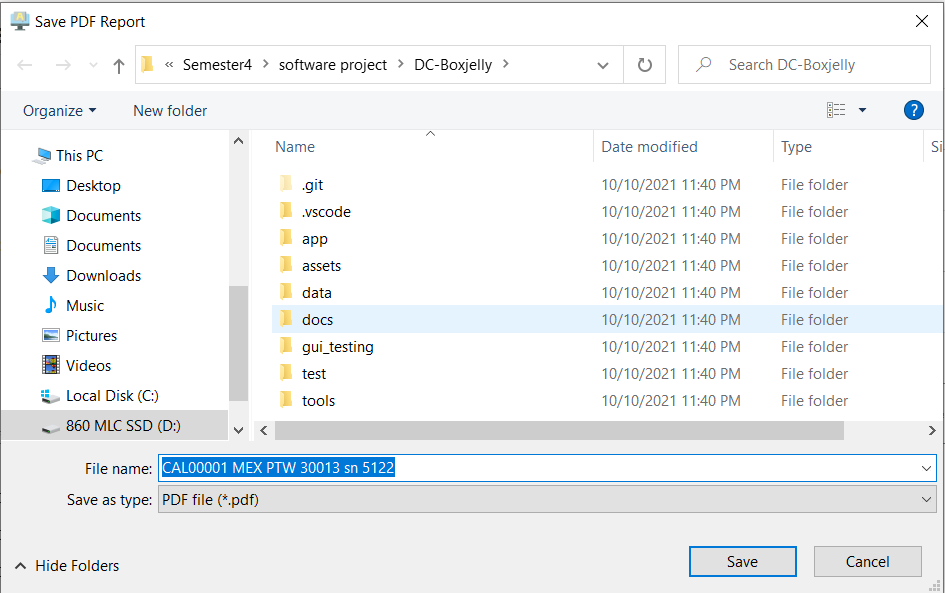 Save PDF Report
« Semester4 > software project > DC-Boxjelly >
Search DC-Boxjelly
Organize
New folder
?
This PC
Desktop
Documents
Documents
Downloads
Music
Pictures
Videos
Local Disk (C:)
860 MLC SSD (D:)
Name Date modified Type Si
.git 10/10/2021 11:40 PM File folder
.vscode 10/10/2021 11:40 PM File folder
app 10/10/2021 11:40 PM File folder
assets 10/10/2021 11:40 PM File folder
data 10/10/2021 11:40 PM File folder
docs 10/10/2021 11:40 PM File folder
gui_testing 10/10/2021 11:40 PM File folder
test 10/10/2021 11:40 PM File folder
tools 10/10/2021 11:40 PM File folder
File name: CAL00001 MEX PTW 30013 sn 5122
Save as type: PDF file (*.pdf)
Hide Folders
Save
Cancel